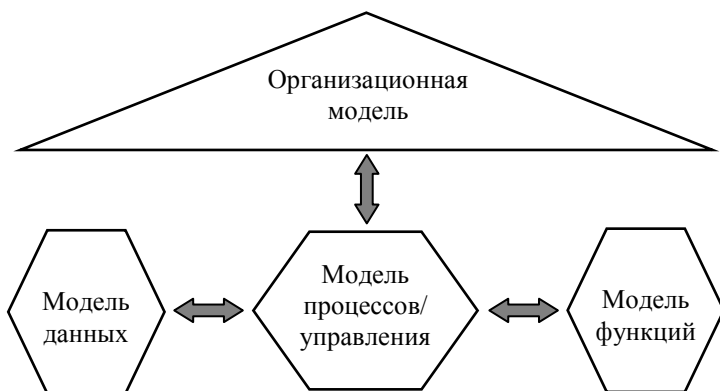 Организационная
модель
Модель
данных
Модель
процессов/
управления
Модель
функций